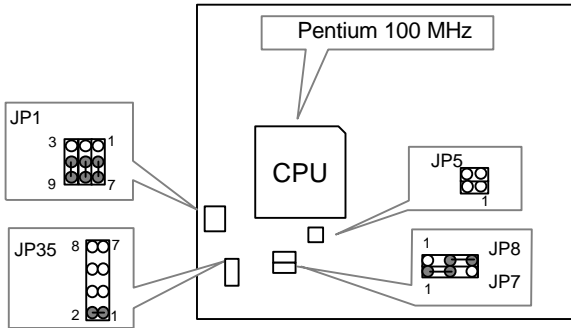 Pentium 100 MHz
JP1
3 1
9 7
CPU
JP5
1
JP35
8 7
2 1
1 JP8
1 JP7